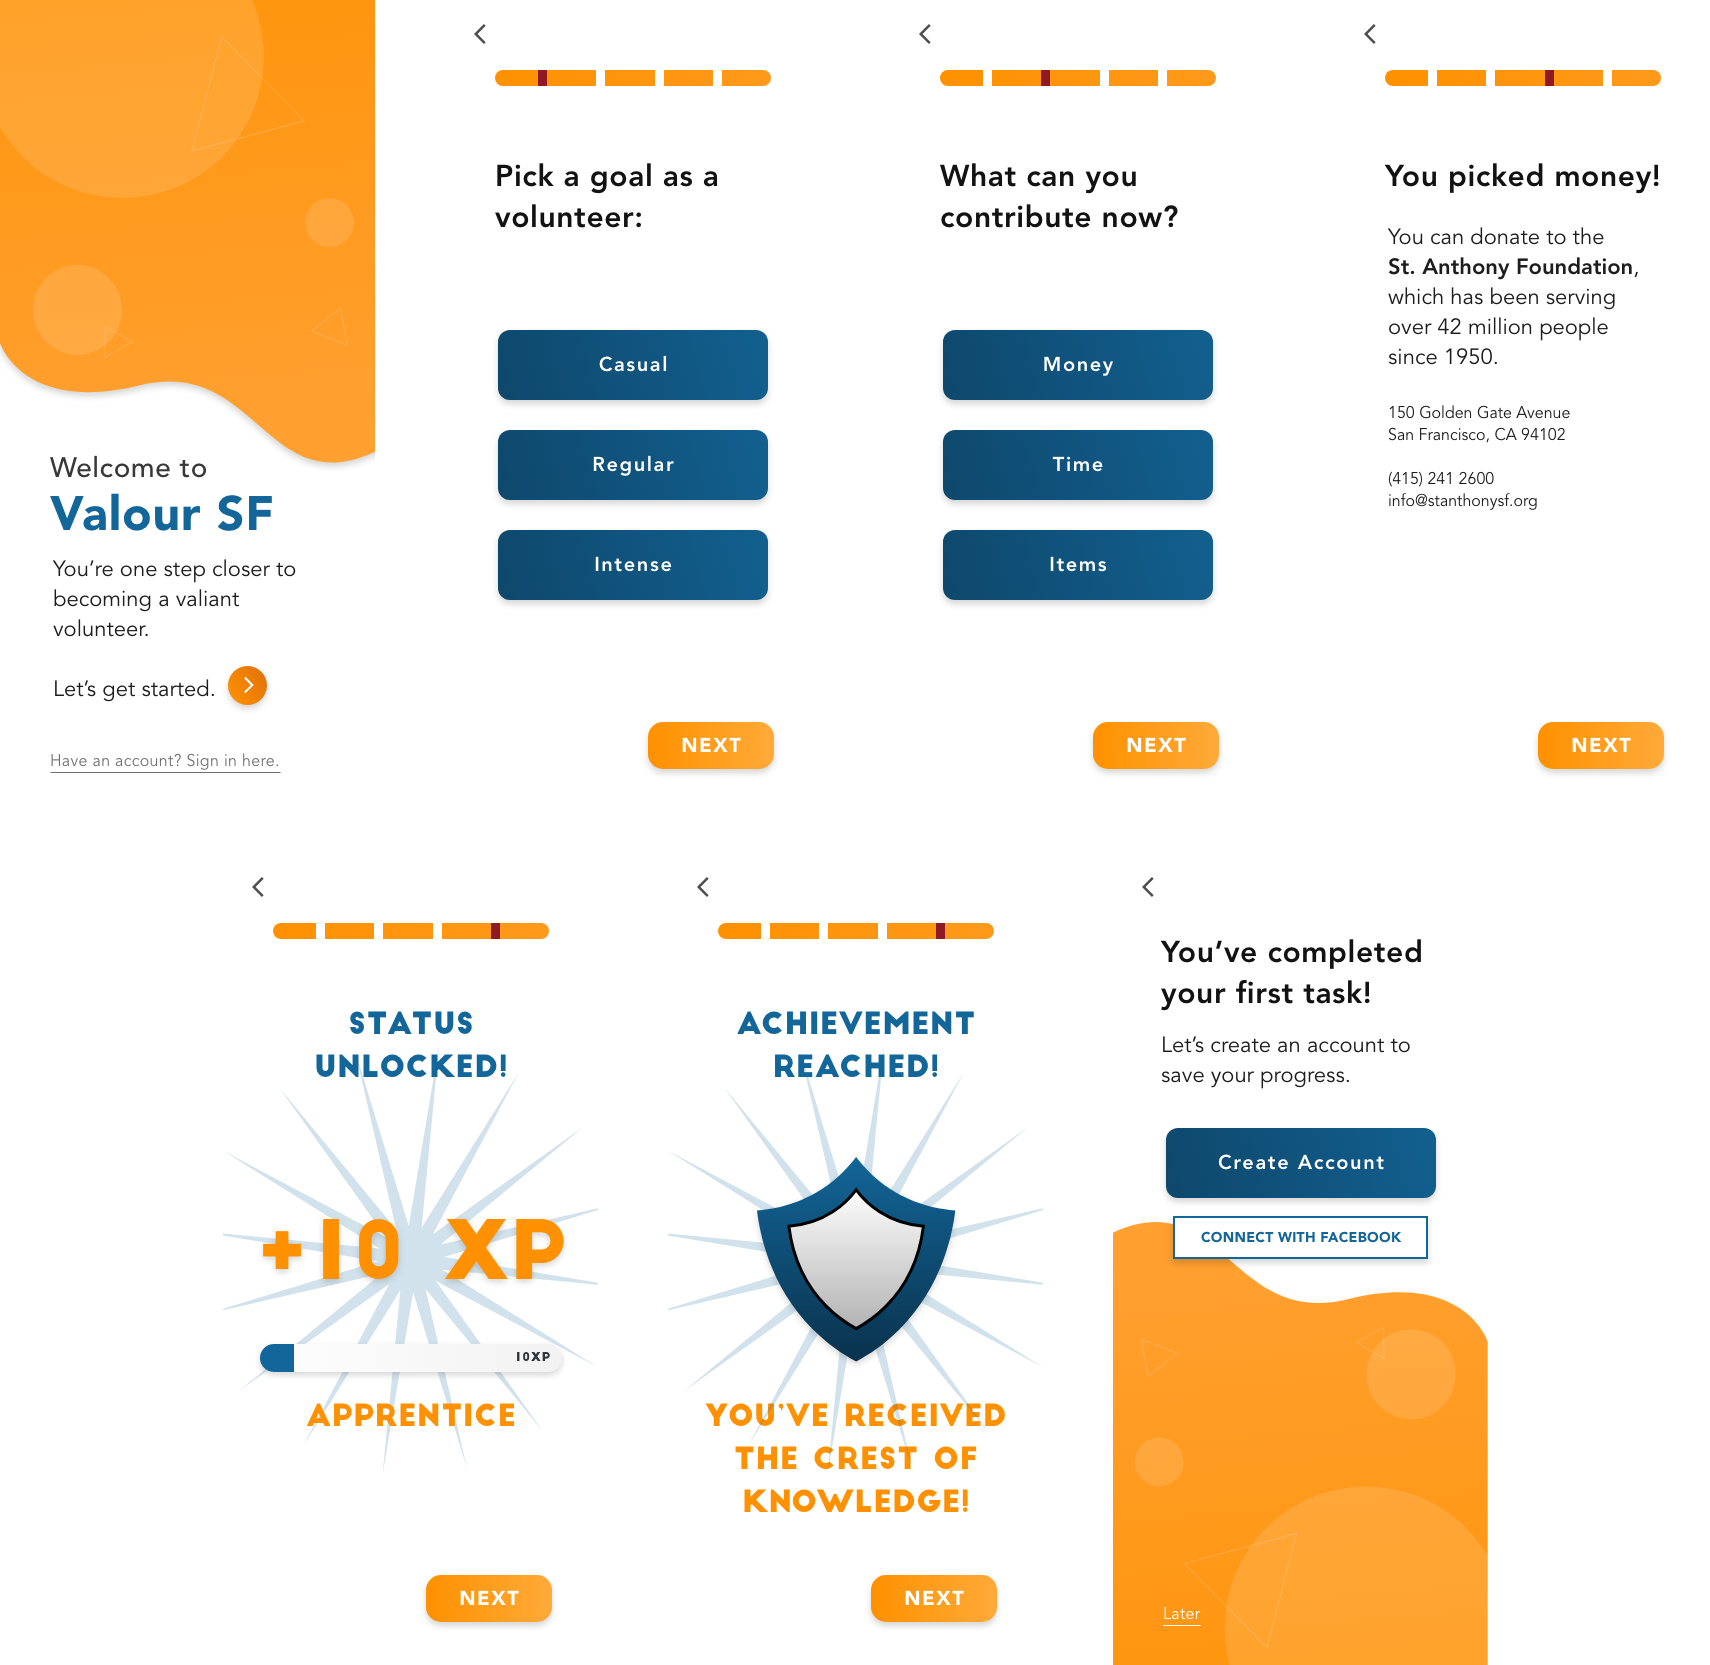 Welcome to
Valour SF
You’re one step closer to
becoming a valiant
volunteer.
Let’s get started.
Have an account? Sign in here.
Pick a goal as a
volunteer:
Casual
Regular
Intense
NEXT
What can you
contribute now?
Money
Time
Items
NEXT
You picked money!
You can donate to the
St. Anthony Foundation,
which has been serving
over 42 million people
since 1950.
150 Golden Gate Avenue
San Francisco, CA 94102
(415) 241 2600
info@stanthonysf.org
NEXT
STATUS
UNLOCKED!
+10 XP
10XP
APPRENTICE
NEXT
ACHIEVEMENT
REACHED!
YOU’VE RECEIVED
THE CREST OF
KNOWLEDGE!
NEXT
You’ve completed
your first task!
Let’s create an account to
save your progress.
Create Account
CONNECT WITH FACEBOOK
Later